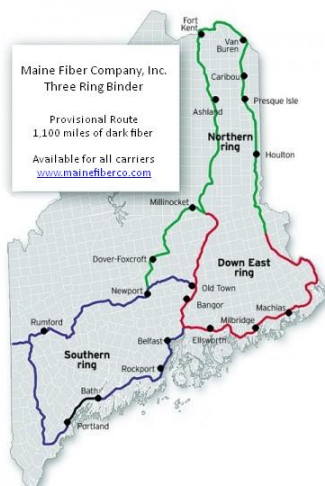 Maine Fiber Company, Inc.
Three Ring Binder
Provisional Route
1,100 miles of dark fiber
Available for all carriers
www.mainefiberco.com
Fort
Kent
Van
Buren
Caribou
Presque Isle
Ashland
Northern
ring
Houlton
Millinocket
Dover-Foxcroft
Down East
ring
Newport
Old Town
Bangor
Machias
Milbridge
Rumford
Belfast
Ellsworth
Southern
ring
Rockport
Bath
Portland